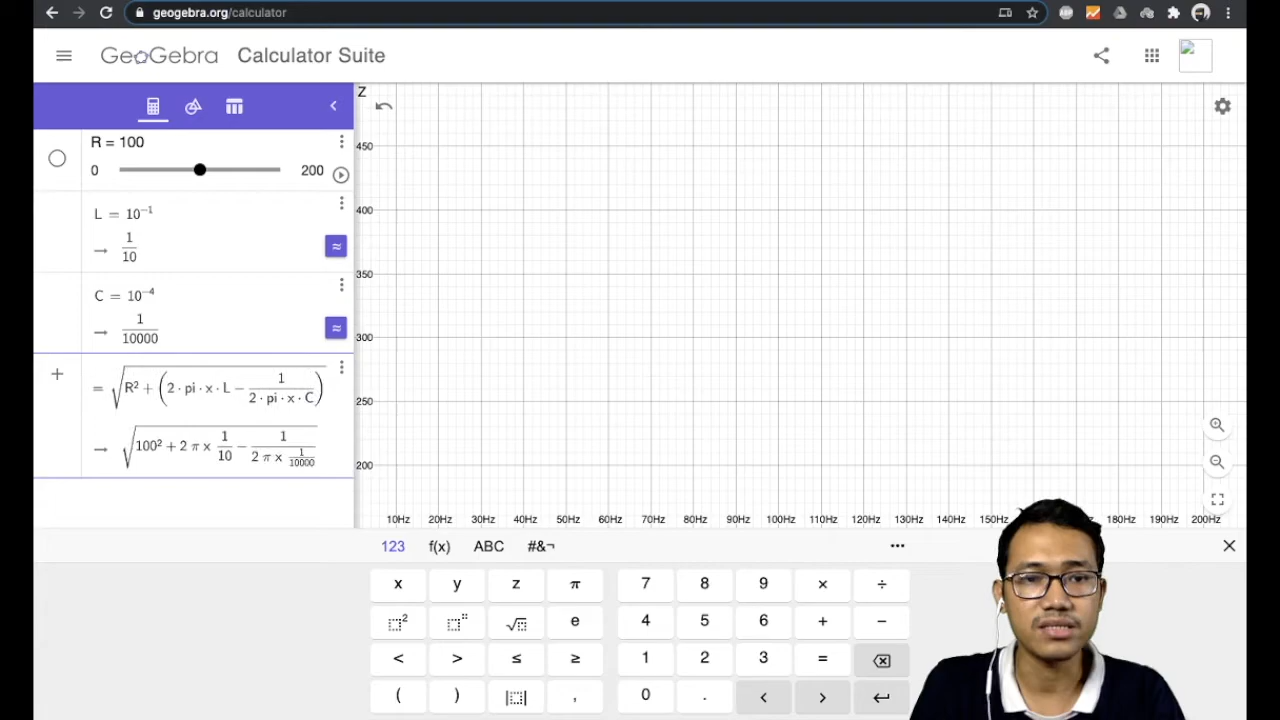 geogebra.org/calculator
GeoGebra Calculator Suite
R = 100
0 200
L = 10⁻¹
→ 1/10
≈
C = 10⁻⁴
→ 1/10000
≈
+ = √(R² + (2 · pi · x · L − 1/(2 · pi · x · C)))
→ √(100² + 2 π x 1/10 − 1/(2 π x 1/10000))
Z
450
400
350
300
250
200
10Hz 20Hz 30Hz 40Hz 50Hz 60Hz 70Hz 80Hz 90Hz 100Hz 110Hz 120Hz 130Hz 140Hz 150Hz 180Hz 190Hz 200Hz
123 f(x) ABC #&¬ ...
x y z π 7 8 9 × ÷
□² □□ √□ e 4 5 6 + −
< > ≤ ≥ 1 2 3 =
( ) |□| , 0 . < >